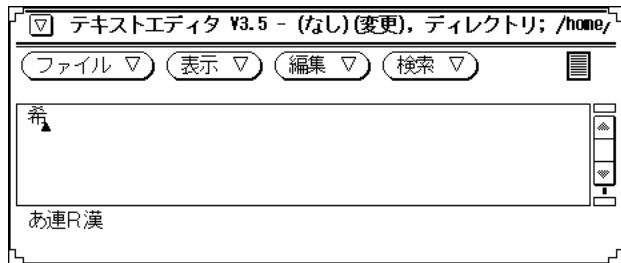 テキストエディタ V3.5 - (なし)(変更), ディレクトリ; /home/
ファイル 表示 編集 検索
希
あ連R漢